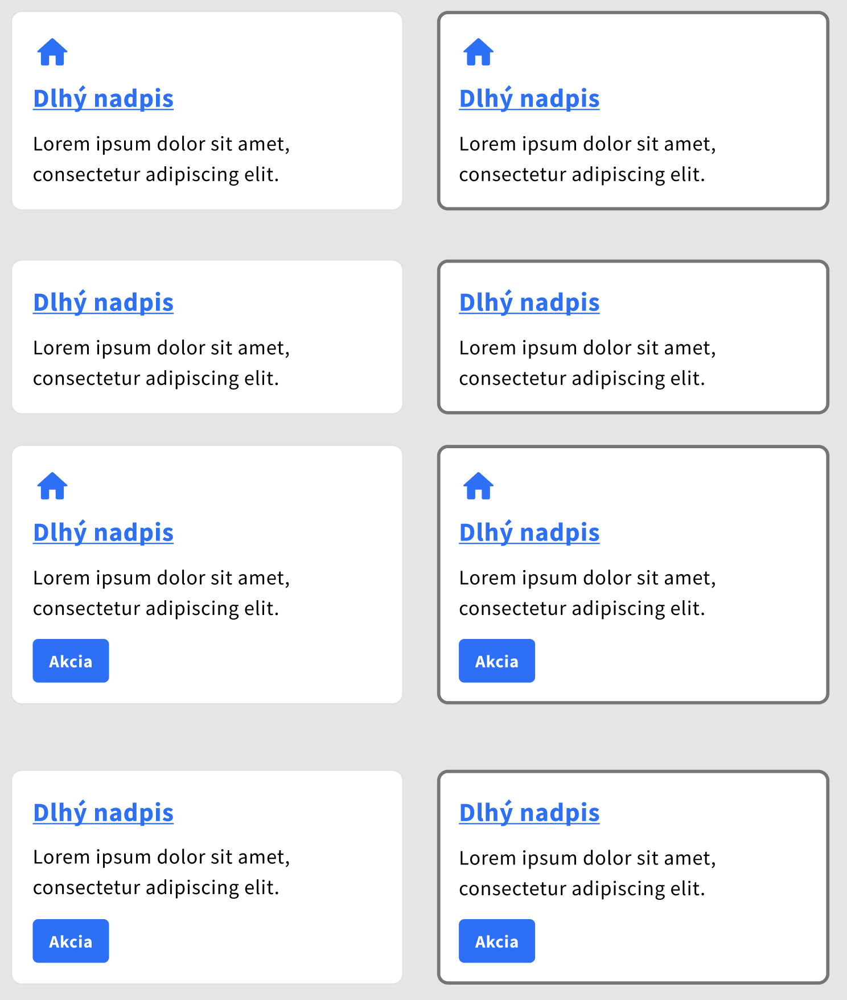 Dlhý nadpis
Lorem ipsum dolor sit amet,
consectetur adipiscing elit.
Dlhý nadpis
Lorem ipsum dolor sit amet,
consectetur adipiscing elit.
Dlhý nadpis
Lorem ipsum dolor sit amet,
consectetur adipiscing elit.
Dlhý nadpis
Lorem ipsum dolor sit amet,
consectetur adipiscing elit.
Dlhý nadpis
Lorem ipsum dolor sit amet,
consectetur adipiscing elit.
Akcia
Dlhý nadpis
Lorem ipsum dolor sit amet,
consectetur adipiscing elit.
Akcia
Dlhý nadpis
Lorem ipsum dolor sit amet,
consectetur adipiscing elit.
Akcia
Dlhý nadpis
Lorem ipsum dolor sit amet,
consectetur adipiscing elit.
Akcia